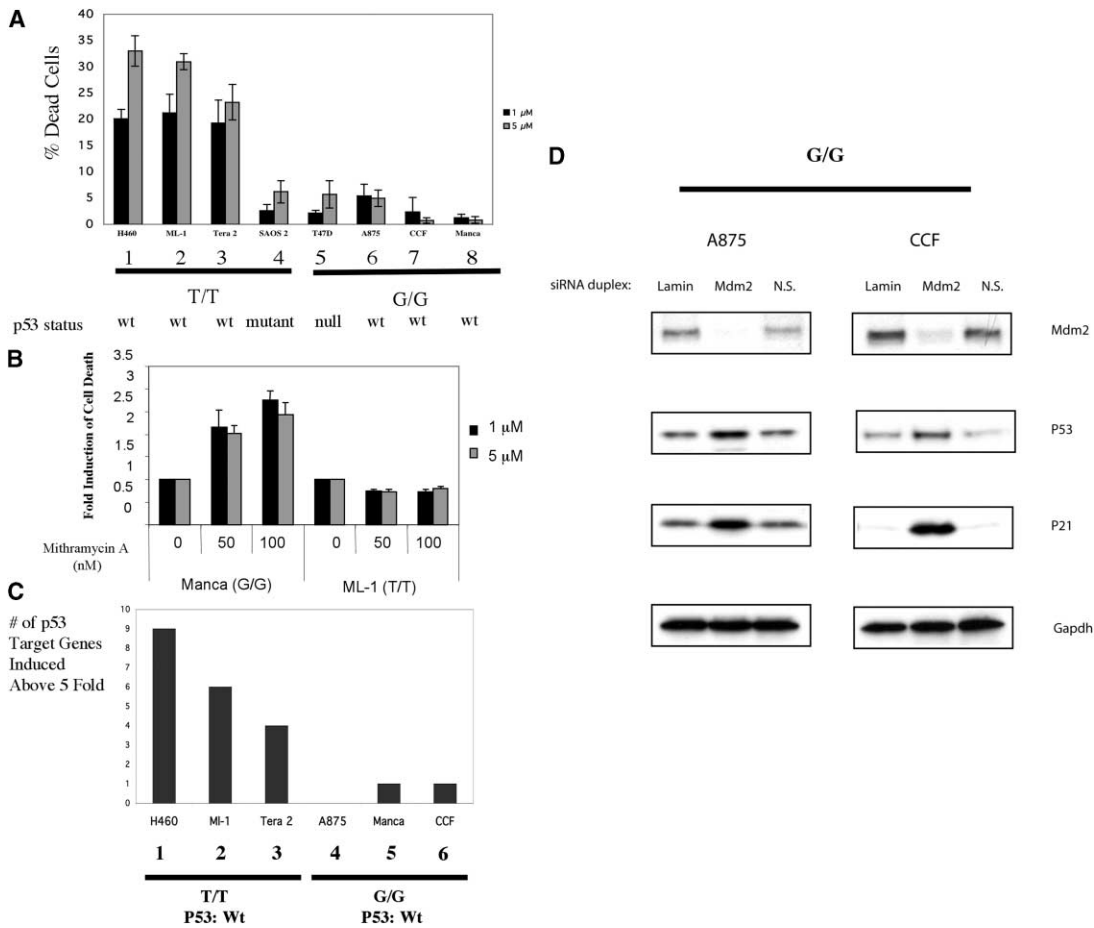 A
% Dead Cells
40
35
30
25
20
15
10
5
0
1 µM
5 µM
H460 ML-1 Tera 2 SAOS 2 T47D A875 CCF Manca
1 2 3 4 5 6 7 8
T/T G/G
p53 status wt wt wt mutant null wt wt wt
B
Fold Induction of Cell Death
3.5
3
2.5
2
1.5
1
0.5
0
1 µM
5 µM
Mithramycin A
(nM)
0 50 100 0 50 100
Manca (G/G) ML-1 (T/T)
C
# of p53
Target Genes
Induced
Above 5 Fold
10
9
8
7
6
5
4
3
2
1
0
H460 Ml-1 Tera 2 A875 Manca CCF
1 2 3 4 5 6
T/T G/G
P53: Wt P53: Wt
D
G/G
A875 CCF
siRNA duplex: Lamin Mdm2 N.S. Lamin Mdm2 N.S.
Mdm2
P53
P21
Gapdh